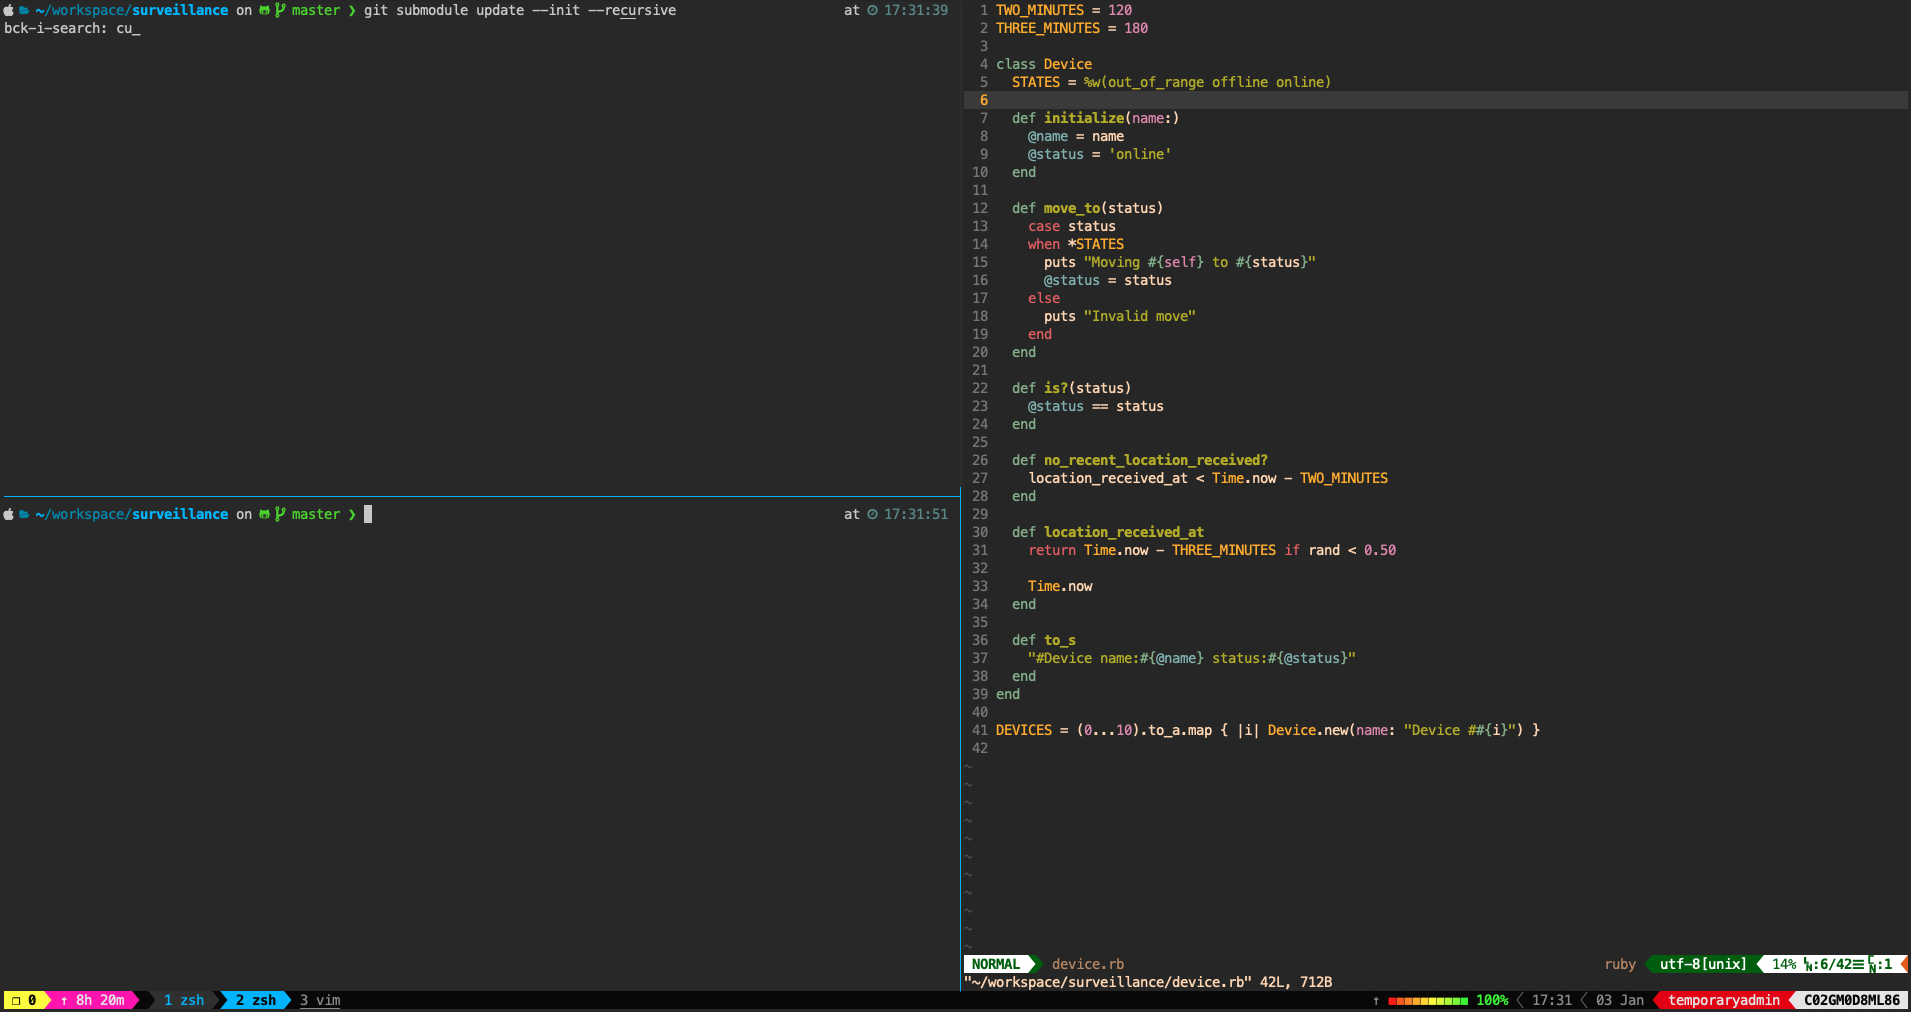 ~/workspace/surveillance on master ❯ git submodule update --init --recursive at 17:31:39
bck-i-search: cu_
~/workspace/surveillance on master ❯ at 17:31:51
1 TWO_MINUTES = 120
2 THREE_MINUTES = 180
3
4 class Device
5   STATES = %w(out_of_range offline online)
6
7   def initialize(name:)
8     @name = name
9     @status = 'online'
10   end
11
12   def move_to(status)
13     case status
14     when *STATES
15       puts "Moving #{self} to #{status}"
16       @status = status
17     else
18       puts "Invalid move"
19     end
20   end
21
22   def is?(status)
23     @status == status
24   end
25
26   def no_recent_location_received?
27     location_received_at < Time.now - TWO_MINUTES
28   end
29
30   def location_received_at
31     return Time.now - THREE_MINUTES if rand < 0.50
32
33     Time.now
34   end
35
36   def to_s
37     "#Device name:#{@name} status:#{@status}"
38   end
39 end
40
41 DEVICES = (0...10).to_a.map { |i| Device.new(name: "Device ##{i}") }
42
~
~
~
~
~
~
~
~
~
~
~
NORMAL device.rb ruby utf-8[unix] 14% ㏑:6/42≡ ㏑:1
"~/workspace/surveillance/device.rb" 42L, 712B
❐ 0 ↑ 8h 20m 1 zsh 2 zsh 3 vim ↑ 100% 17:31 03 Jan temporaryadmin C02GM0D8ML86